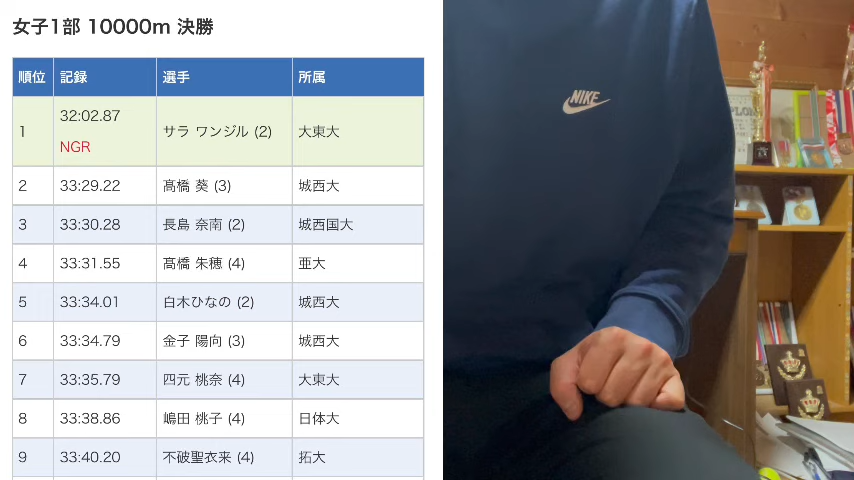 女子1部 10000m 決勝
順位 記録 選手 所属
1 32:02.87 NGR サラ ワンジル (2) 大東大
2 33:29.22 髙橋 葵 (3) 城西大
3 33:30.28 長島 奈南 (2) 城西国大
4 33:31.55 髙橋 朱穂 (4) 亜大
5 33:34.01 白木ひなの (2) 城西大
6 33:34.79 金子 陽向 (3) 城西大
7 33:35.79 四元 桃奈 (4) 大東大
8 33:38.86 嶋田 桃子 (4) 日体大
9 33:40.20 不破聖衣来 (4) 拓大
NIKE